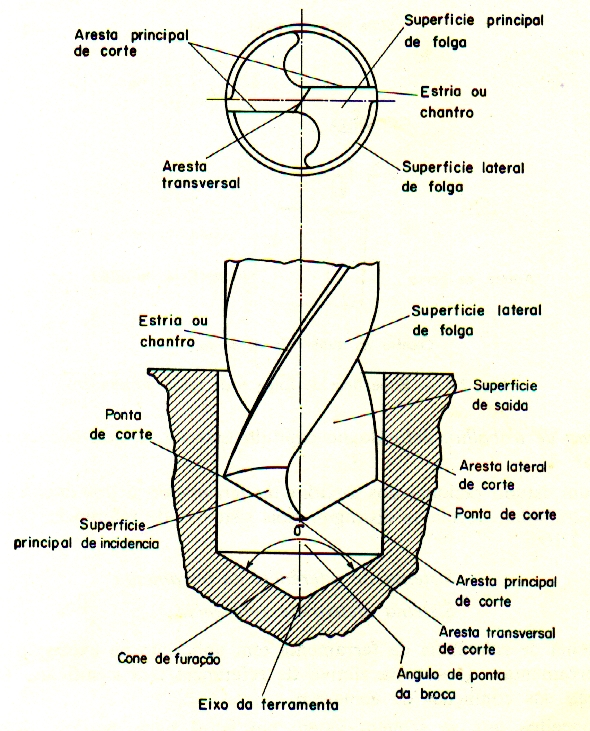 Aresta principal
de corte
Superficie principal
de folga
Estria ou
chantro
Aresta
transversal
Superficie lateral
de folga
Estria ou
chanfro
Superficie lateral
de folga
Superficie
de saida
Ponta
de corte
Aresta lateral
de corte
Ponta de corte
Superficie
principal de incidencia
σ
Aresta principal
de corte
Aresta transversal
de corte
Cone de furação
Angulo de ponta
da broca
Eixo da ferramenta